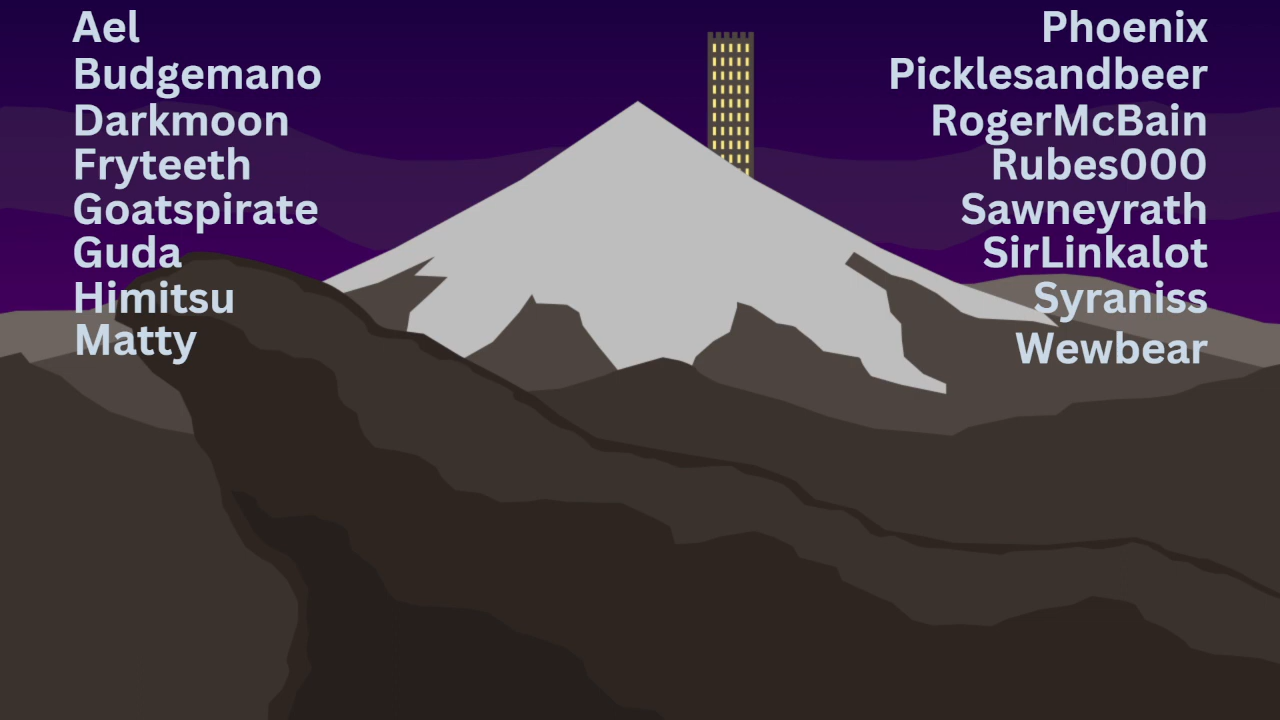 Ael
Budgemano
Darkmoon
Fryteeth
Goatspirate
Guda
Himitsu
Matty
Phoenix
Picklesandbeer
RogerMcBain
Rubes000
Sawneyrath
SirLinkalot
Syraniss
Wewbear